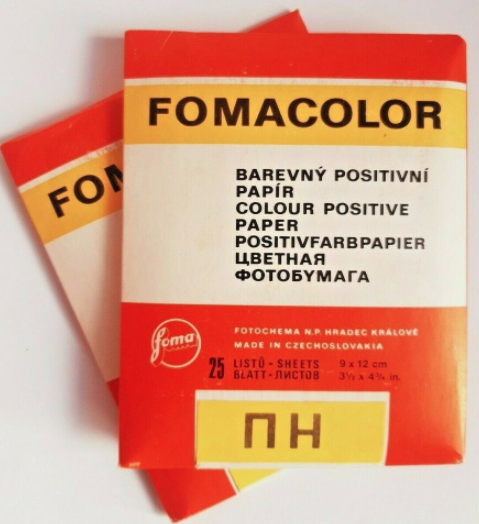 FOMACOLOR
BAREVNÝ POSITIVNÍ
PAPÍR
COLOUR POSITIVE
PAPER
POSITIVFARBPAPIER
ЦВЕТНАЯ
ФОТОБУМАГА
FOTOCHEMA N.P. HRADEC KRÁLOVÉ
MADE IN CZECHOSLOVAKIA
foma
25 LISTŮ - SHEETS 9 x 12 cm
BLATT - ЛИСТОВ 3½ x 4¾ in.
ПН
FOM